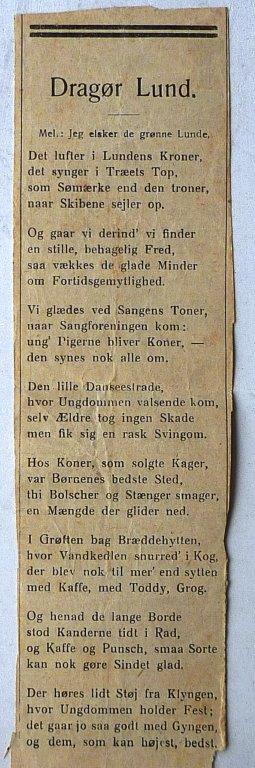 Dragør Lund.
Mel.: Jeg elsker de grønne Lunde.
Det lufter i Lundens Kroner,
det synger i Træets Top,
som Sømærke end den troner,
naar Skibene sejler op.
Og gaar vi derind' vi finder
en stille, behagelig Fred,
saa vækkes de glade Minder
om Fortidsgemytlighed.
Vi glædes ved Sangens Toner,
naar Sangforeningen kom:
ung' Pigerne bliver Koner, —
den synes nok alle om.
Den lille Danseestrade,
hvor Ungdommen valsende kom,
selv Ældre tog ingen Skade
men fik sig en rask Svingom.
Hos Koner, som solgte Kager,
var Børnenes bedste Sted,
thi Bolscher og Stænger smager,
en Mængde der glider ned.
I Grøften bag Bræddehytten,
hvor Vandkedlen snurred' i Kog,
der blev nok til mer' end sytten
med Kaffe, med Toddy, Grog.
Og henad de lange Borde
stod Kanderne tidt i Rad,
og Kaffe og Punsch, smaa Sorte
kan nok gøre Sindet glad.
Der høres lidt Støj fra Klyngen,
hvor Ungdommen holder Fest;
det gaar jo saa godt med Gyngen,
og dem, som kan højest, bedst.